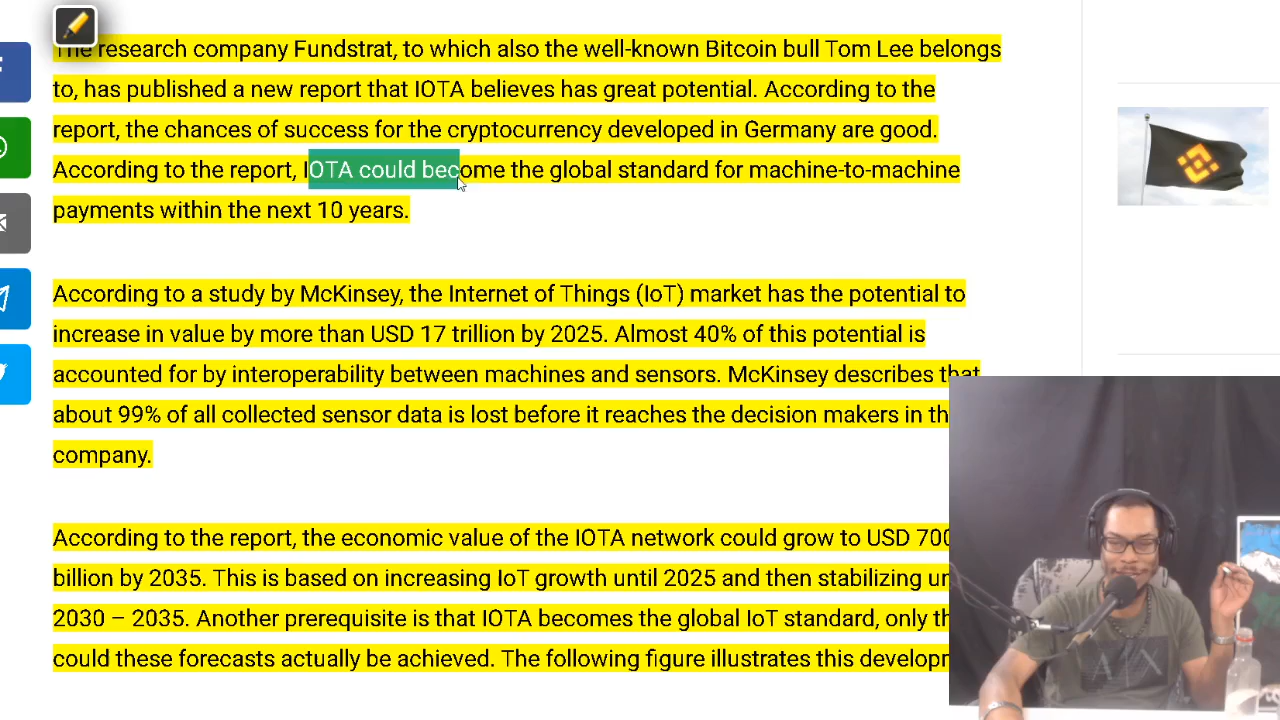 The research company Fundstrat, to which also the well-known Bitcoin bull Tom Lee belongs
to, has published a new report that IOTA believes has great potential. According to the
report, the chances of success for the cryptocurrency developed in Germany are good.
According to the report, IOTA could become the global standard for machine-to-machine
payments within the next 10 years.
According to a study by McKinsey, the Internet of Things (IoT) market has the potential to
increase in value by more than USD 17 trillion by 2025. Almost 40% of this potential is
accounted for by interoperability between machines and sensors. McKinsey describes that
about 99% of all collected sensor data is lost before it reaches the decision makers in th
company.
According to the report, the economic value of the IOTA network could grow to USD 700
billion by 2035. This is based on increasing IoT growth until 2025 and then stabilizing un
2030 – 2035. Another prerequisite is that IOTA becomes the global IoT standard, only th
could these forecasts actually be achieved. The following figure illustrates this developr